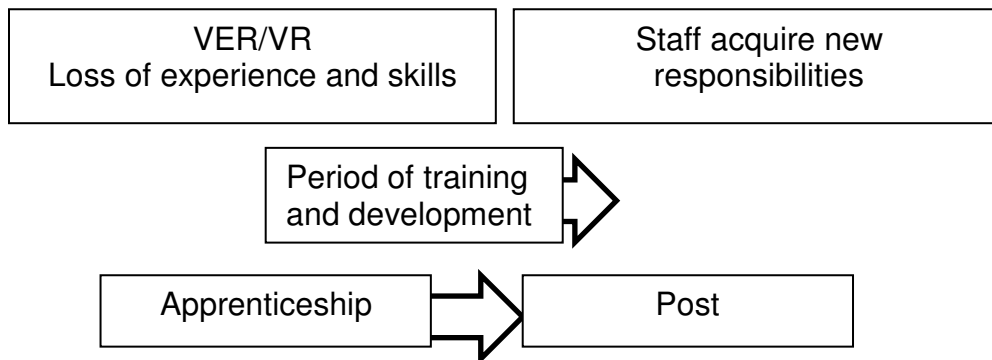 VER/VR
Loss of experience and skills
Staff acquire new
responsibilities
Period of training
and development
Apprenticeship
Post